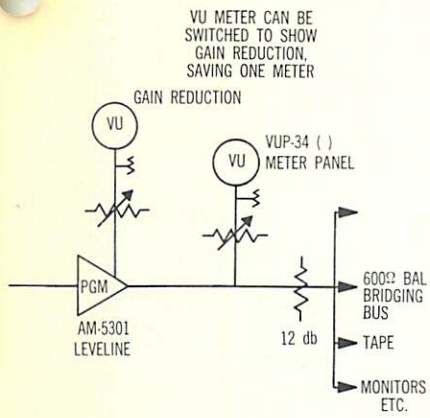 VU METER CAN BE
SWITCHED TO SHOW
GAIN REDUCTION,
SAVING ONE METER
GAIN REDUCTION
VU
VUP-34 ( )
METER PANEL
VU
PGM
AM-5301
LEVELINE
12 db
600Ω BAL
BRIDGING
BUS
TAPE
MONITORS
ETC.